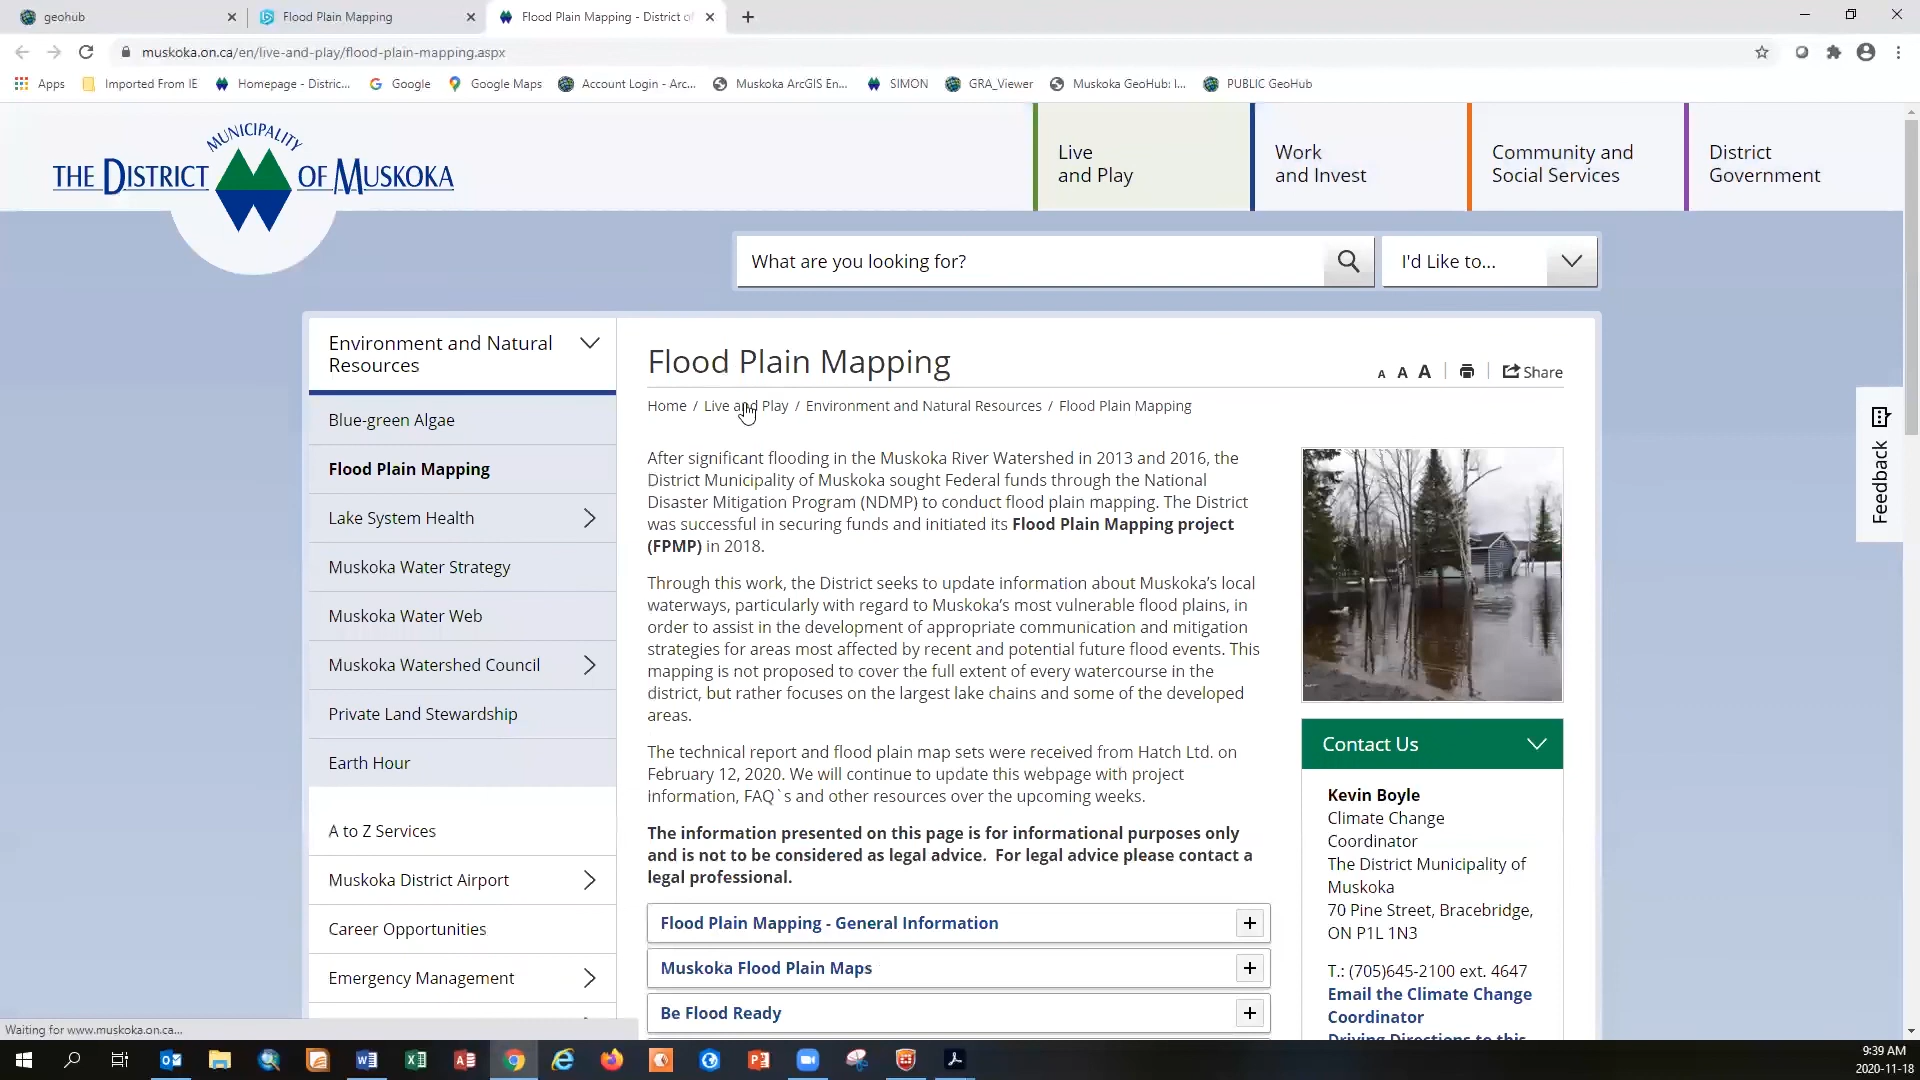 geohub
Flood Plain Mapping
Flood Plain Mapping - District of
muskoka.on.ca/en/live-and-play/flood-plain-mapping.aspx
Apps
Imported From IE
Homepage - Distric...
Google
Google Maps
Account Login - Arc...
Muskoka ArcGIS En...
SIMON
GRA_Viewer
Muskoka GeoHub: I...
PUBLIC GeoHub
MUNICIPALITY
THE DISTRICT OF MUSKOKA
Live
and Play
Work
and Invest
Community and
Social Services
District
Government
What are you looking for?
I'd Like to...
Environment and Natural
Resources
Blue-green Algae
Flood Plain Mapping
Lake System Health
Muskoka Water Strategy
Muskoka Water Web
Muskoka Watershed Council
Private Land Stewardship
Earth Hour
A to Z Services
Muskoka District Airport
Career Opportunities
Emergency Management
Flood Plain Mapping
A A A
Share
Home / Live and Play / Environment and Natural Resources / Flood Plain Mapping
After significant flooding in the Muskoka River Watershed in 2013 and 2016, the
District Municipality of Muskoka sought Federal funds through the National
Disaster Mitigation Program (NDMP) to conduct flood plain mapping. The District
was successful in securing funds and initiated its Flood Plain Mapping project
(FPMP) in 2018.
Through this work, the District seeks to update information about Muskoka's local
waterways, particularly with regard to Muskoka's most vulnerable flood plains, in
order to assist in the development of appropriate communication and mitigation
strategies for areas most affected by recent and potential future flood events. This
mapping is not proposed to cover the full extent of every watercourse in the
district, but rather focuses on the largest lake chains and some of the developed
areas.
The technical report and flood plain map sets were received from Hatch Ltd. on
February 12, 2020. We will continue to update this webpage with project
information, FAQ`s and other resources over the upcoming weeks.
The information presented on this page is for informational purposes only
and is not to be considered as legal advice.  For legal advice please contact a
legal professional.
Flood Plain Mapping - General Information
Muskoka Flood Plain Maps
Be Flood Ready
Contact Us
Kevin Boyle
Climate Change
Coordinator
The District Municipality of
Muskoka
70 Pine Street, Bracebridge,
ON P1L 1N3
T.: (705)645-2100 ext. 4647
Email the Climate Change
Coordinator
Driving Directions to this
Feedback
Waiting for www.muskoka.on.ca...
9:39 AM
2020-11-18